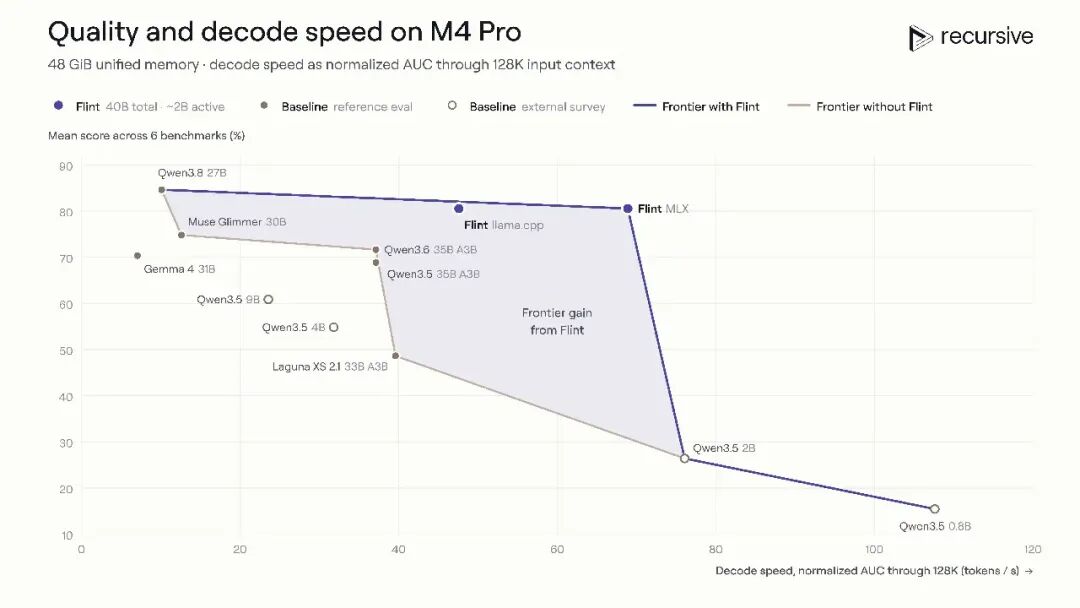 Quality and decode speed on M4 Pro
recursive
48 GiB unified memory · decode speed as normalized AUC through 128K input context
Flint 40B total · ~2B active
Baseline reference eval
Baseline external survey
Frontier with Flint
Frontier without Flint
Mean score across 6 benchmarks (%)
90
80
70
60
50
40
30
20
10
Qwen3.8 27B
Muse Glimmer 30B
Gemma 4 31B
Qwen3.5 9B
Qwen3.5 4B
Laguna XS 2.1 33B A3B
Qwen3.6 35B A3B
Qwen3.5 35B A3B
Flint llama.cpp
Flint MLX
Frontier gain
from Flint
Qwen3.5 2B
Qwen3.5 0.8B
0
20
40
60
80
100
120
Decode speed, normalized AUC through 128K (tokens / s) →